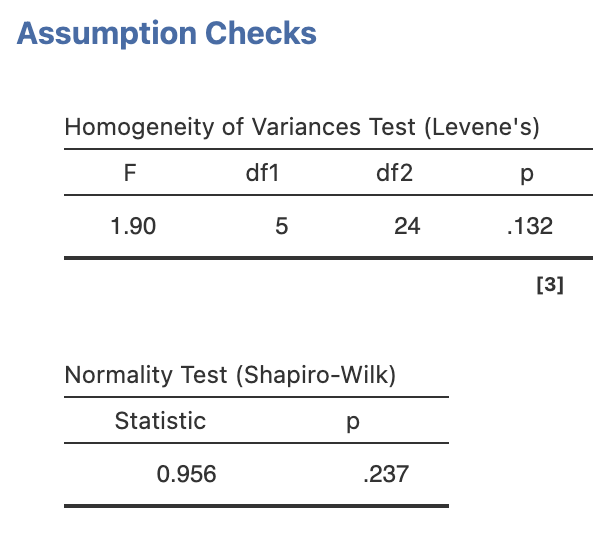 Assumption Checks
Homogeneity of Variances Test (Levene's)
F df1 df2 p
1.90 5 24 .132
[3]
Normality Test (Shapiro-Wilk)
Statistic p
0.956 .237